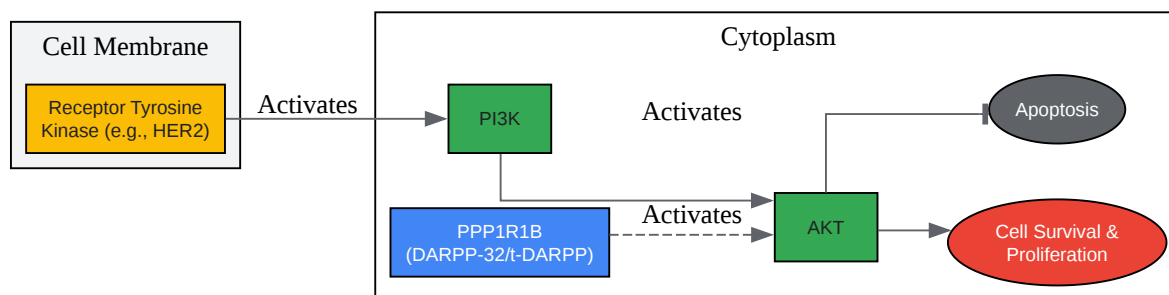 Cell Membrane
Receptor Tyrosine
Kinase (e.g., HER2)
Activates
Cytoplasm
PI3K
Activates
Apoptosis
PPP1R1B
(DARPP-32/t-DARPP)
Activates
AKT
Cell Survival &
Proliferation